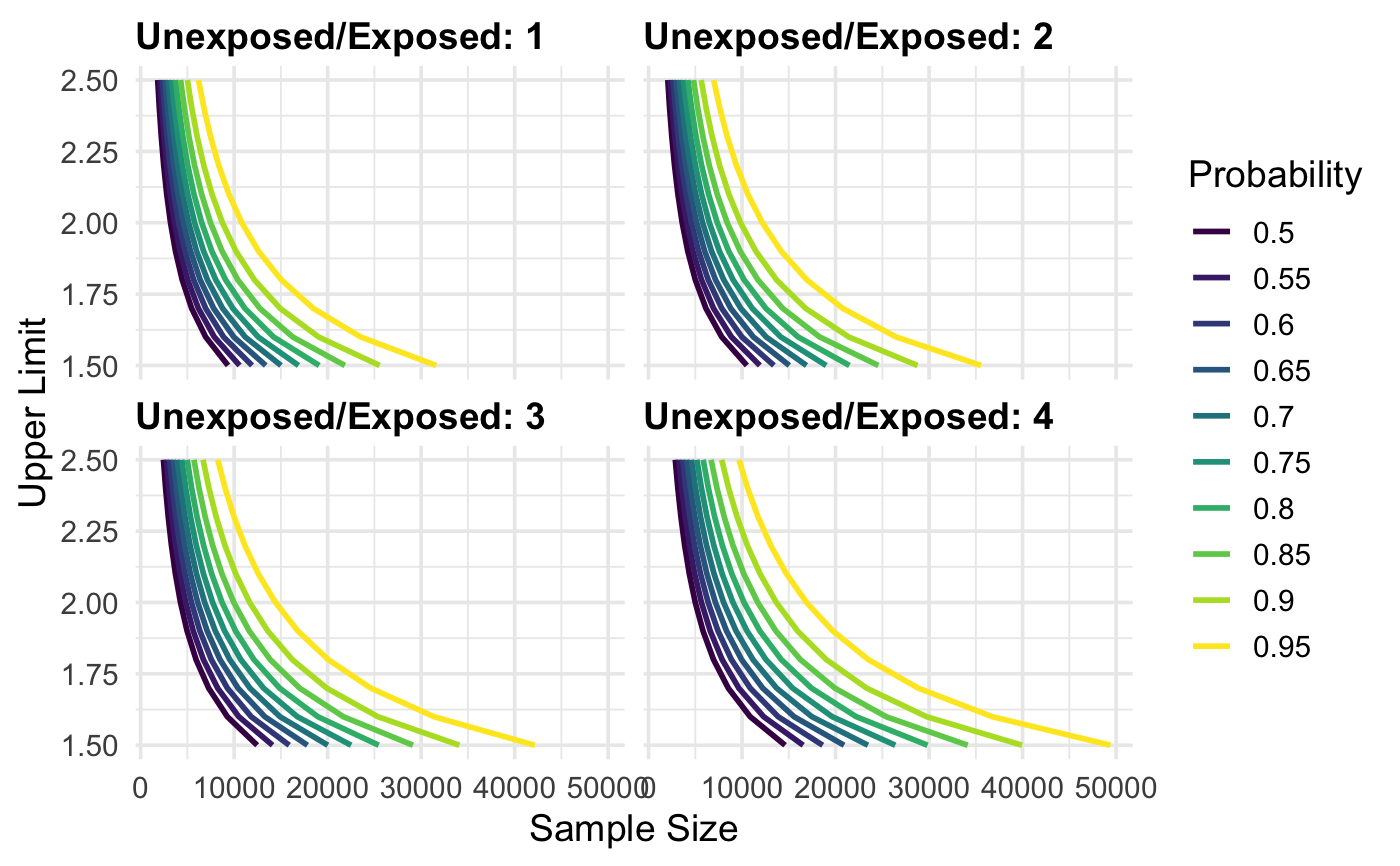 Unexposed/Exposed: 1
Unexposed/Exposed: 2
2.50
2.25
2.00
1.75
1.50
Unexposed/Exposed: 3
Unexposed/Exposed: 4
2.50
2.25
2.00
1.75
1.50
0 10000 20000 30000 40000 50000
0 10000 20000 30000 40000 50000
Sample Size
Upper Limit
Probability
0.5
0.55
0.6
0.65
0.7
0.75
0.8
0.85
0.9
0.95